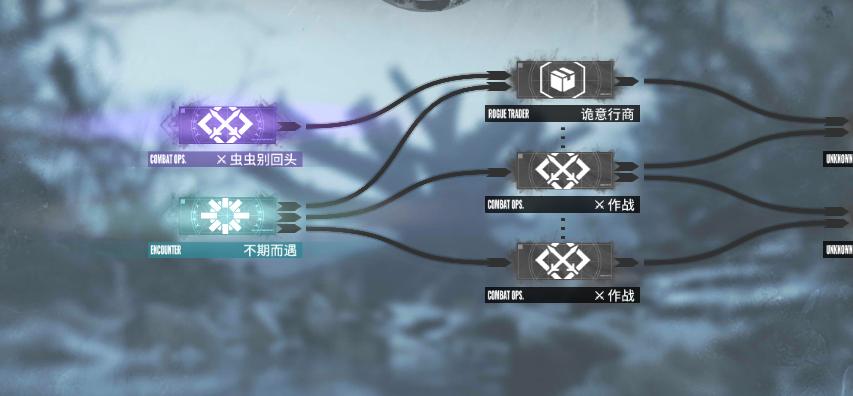 ROGUE TRADER 诡意行商
COMBAT OPS. 虫虫别回头
UNKNOWN
COMBAT OPS. 作战
ENCOUNTER 不期而遇
UNKNOWN
COMBAT OPS. 作战